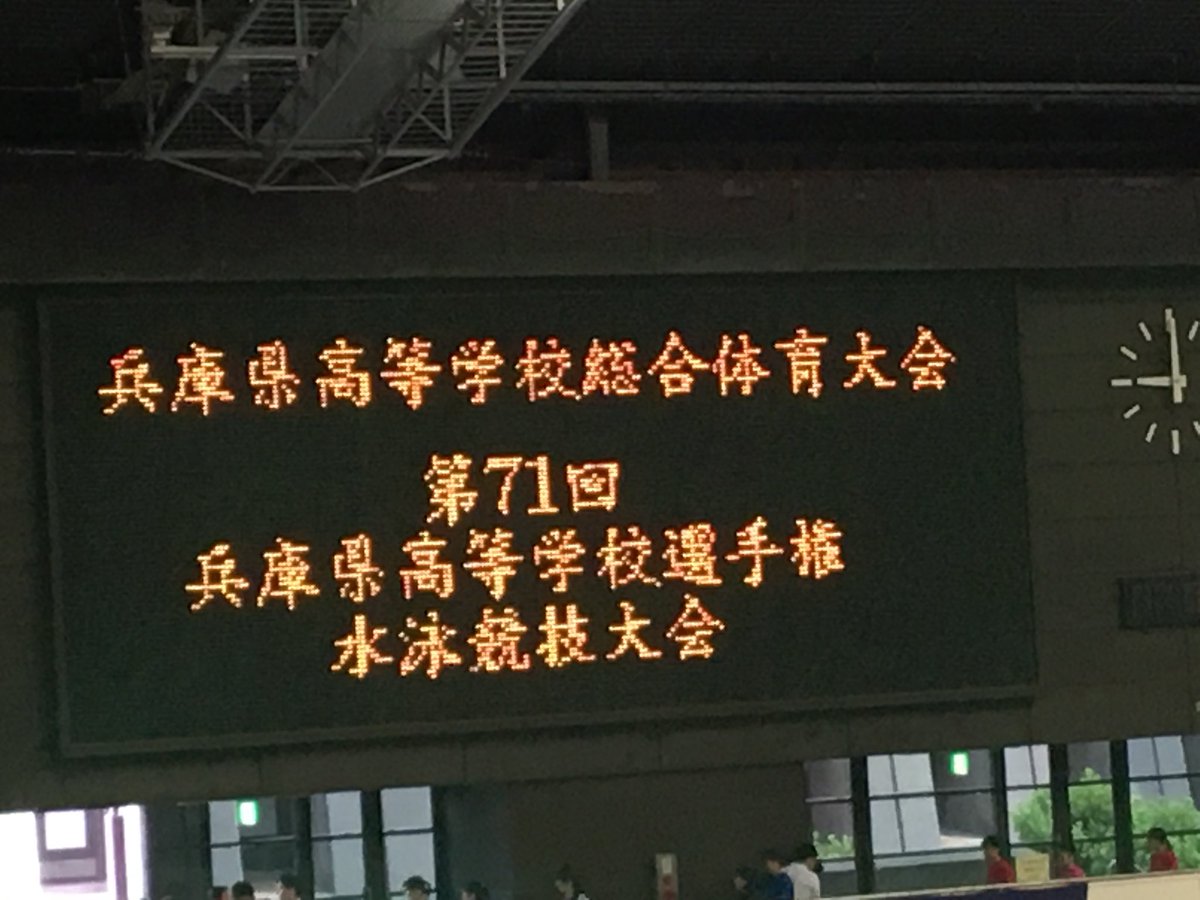 兵庫県高等学校総合体育大会
第71回
兵庫県高等学校選手権
水泳競技大会